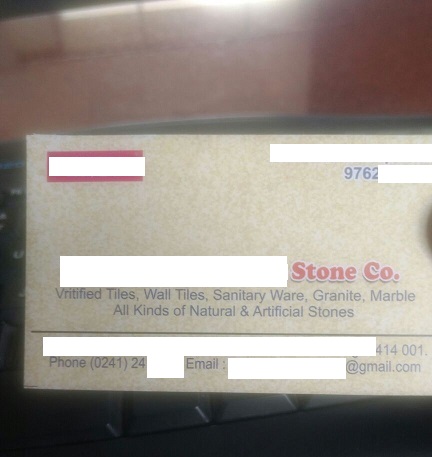 9762
Stone Co.
Vritified Tiles, Wall Tiles, Sanitary Ware, Granite, Marble
All Kinds of Natural & Artificial Stones
414 001.
Phone (0241) 24 Email : @gmail.com